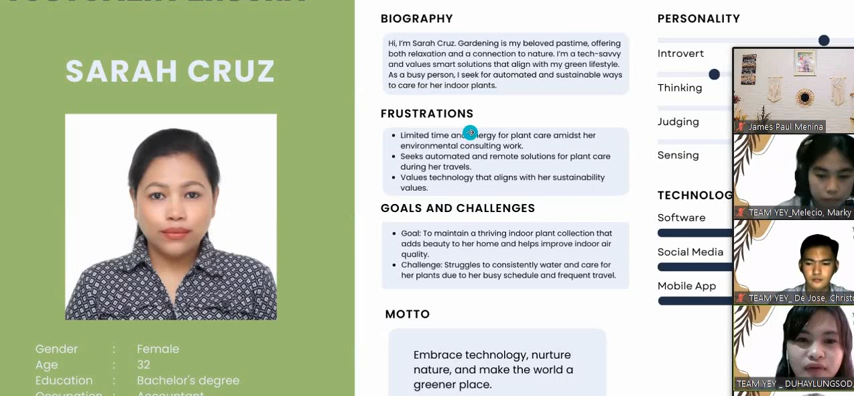 SARAH CRUZ
Gender : Female
Age : 32
Education : Bachelor's degree
BIOGRAPHY
Hi, I'm Sarah Cruz. Gardening is my beloved pastime, offering
both relaxation and a connection to nature. I'm a tech-savvy
and values smart solutions that align with my green lifestyle.
As a busy person, I seek for automated and sustainable ways
to care for her indoor plants.
FRUSTRATIONS
Limited time and energy for plant care amidst her
environmental consulting work.
Seeks automated and remote solutions for plant care
during her travels.
Values technology that aligns with her sustainability
values.
GOALS AND CHALLENGES
Goal: To maintain a thriving indoor plant collection that
adds beauty to her home and helps improve indoor air
quality.
Challenge: Struggles to consistently water and care for
her plants due to her busy schedule and frequent travel.
MOTTO
Embrace technology, nurture
nature, and make the world a
greener place.
PERSONALITY
Introvert
Thinking
Judging
Sensing
TECHNOLOG
Software
Social Media
Mobile App
James Paul Menina
TEAM YEY_Melecio, Marky
TEAM YEY_ De Jose, Christ
TEAM YEY _ DUHAYLUNGSOD,